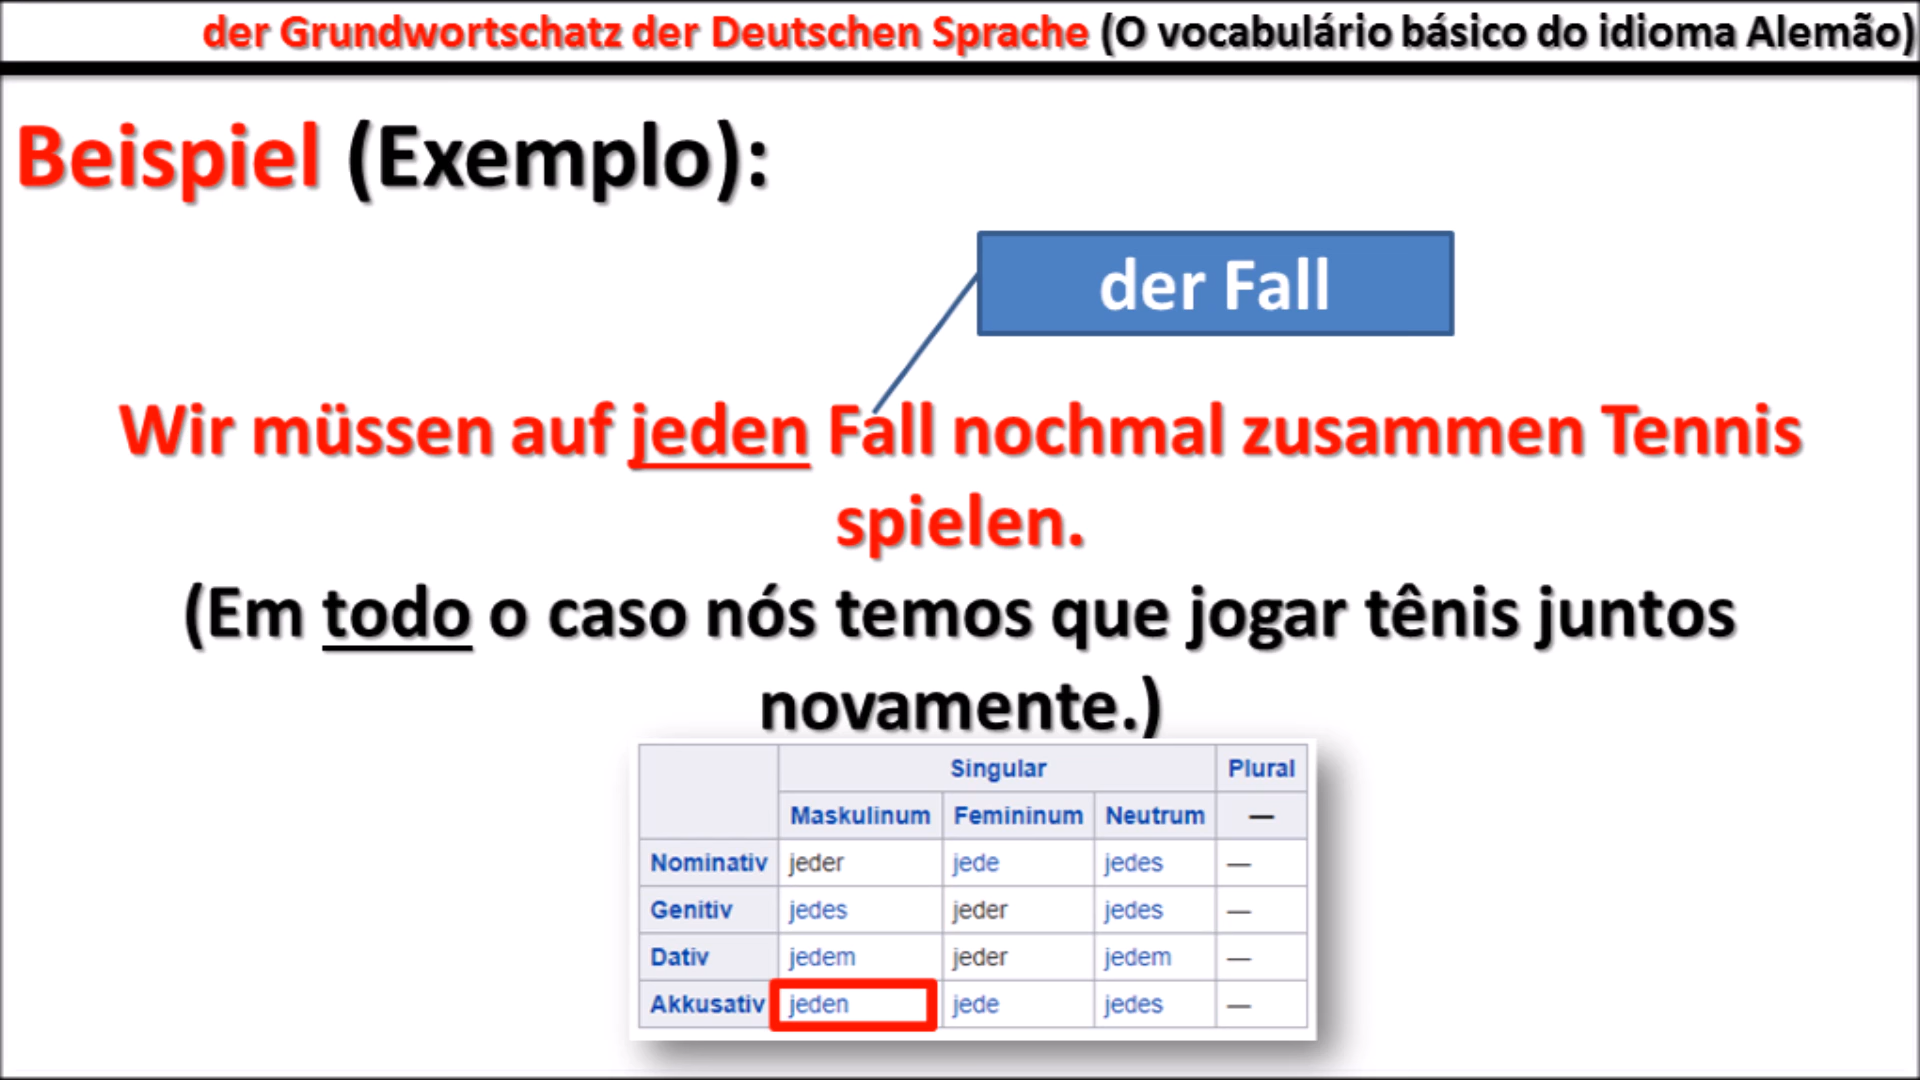 der Grundwortschatz der Deutschen Sprache (O vocabulário básico do idioma Alemão)
Beispiel (Exemplo):
der Fall
Wir müssen auf jeden Fall nochmal zusammen Tennis
spielen.
(Em todo o caso nós temos que jogar tênis juntos
novamente.)
Singular Plural
Maskulinum Femininum Neutrum —
Nominativ jeder jede jedes —
Genitiv jedes jeder jedes —
Dativ jedem jeder jedem —
Akkusativ jeden jede jedes —